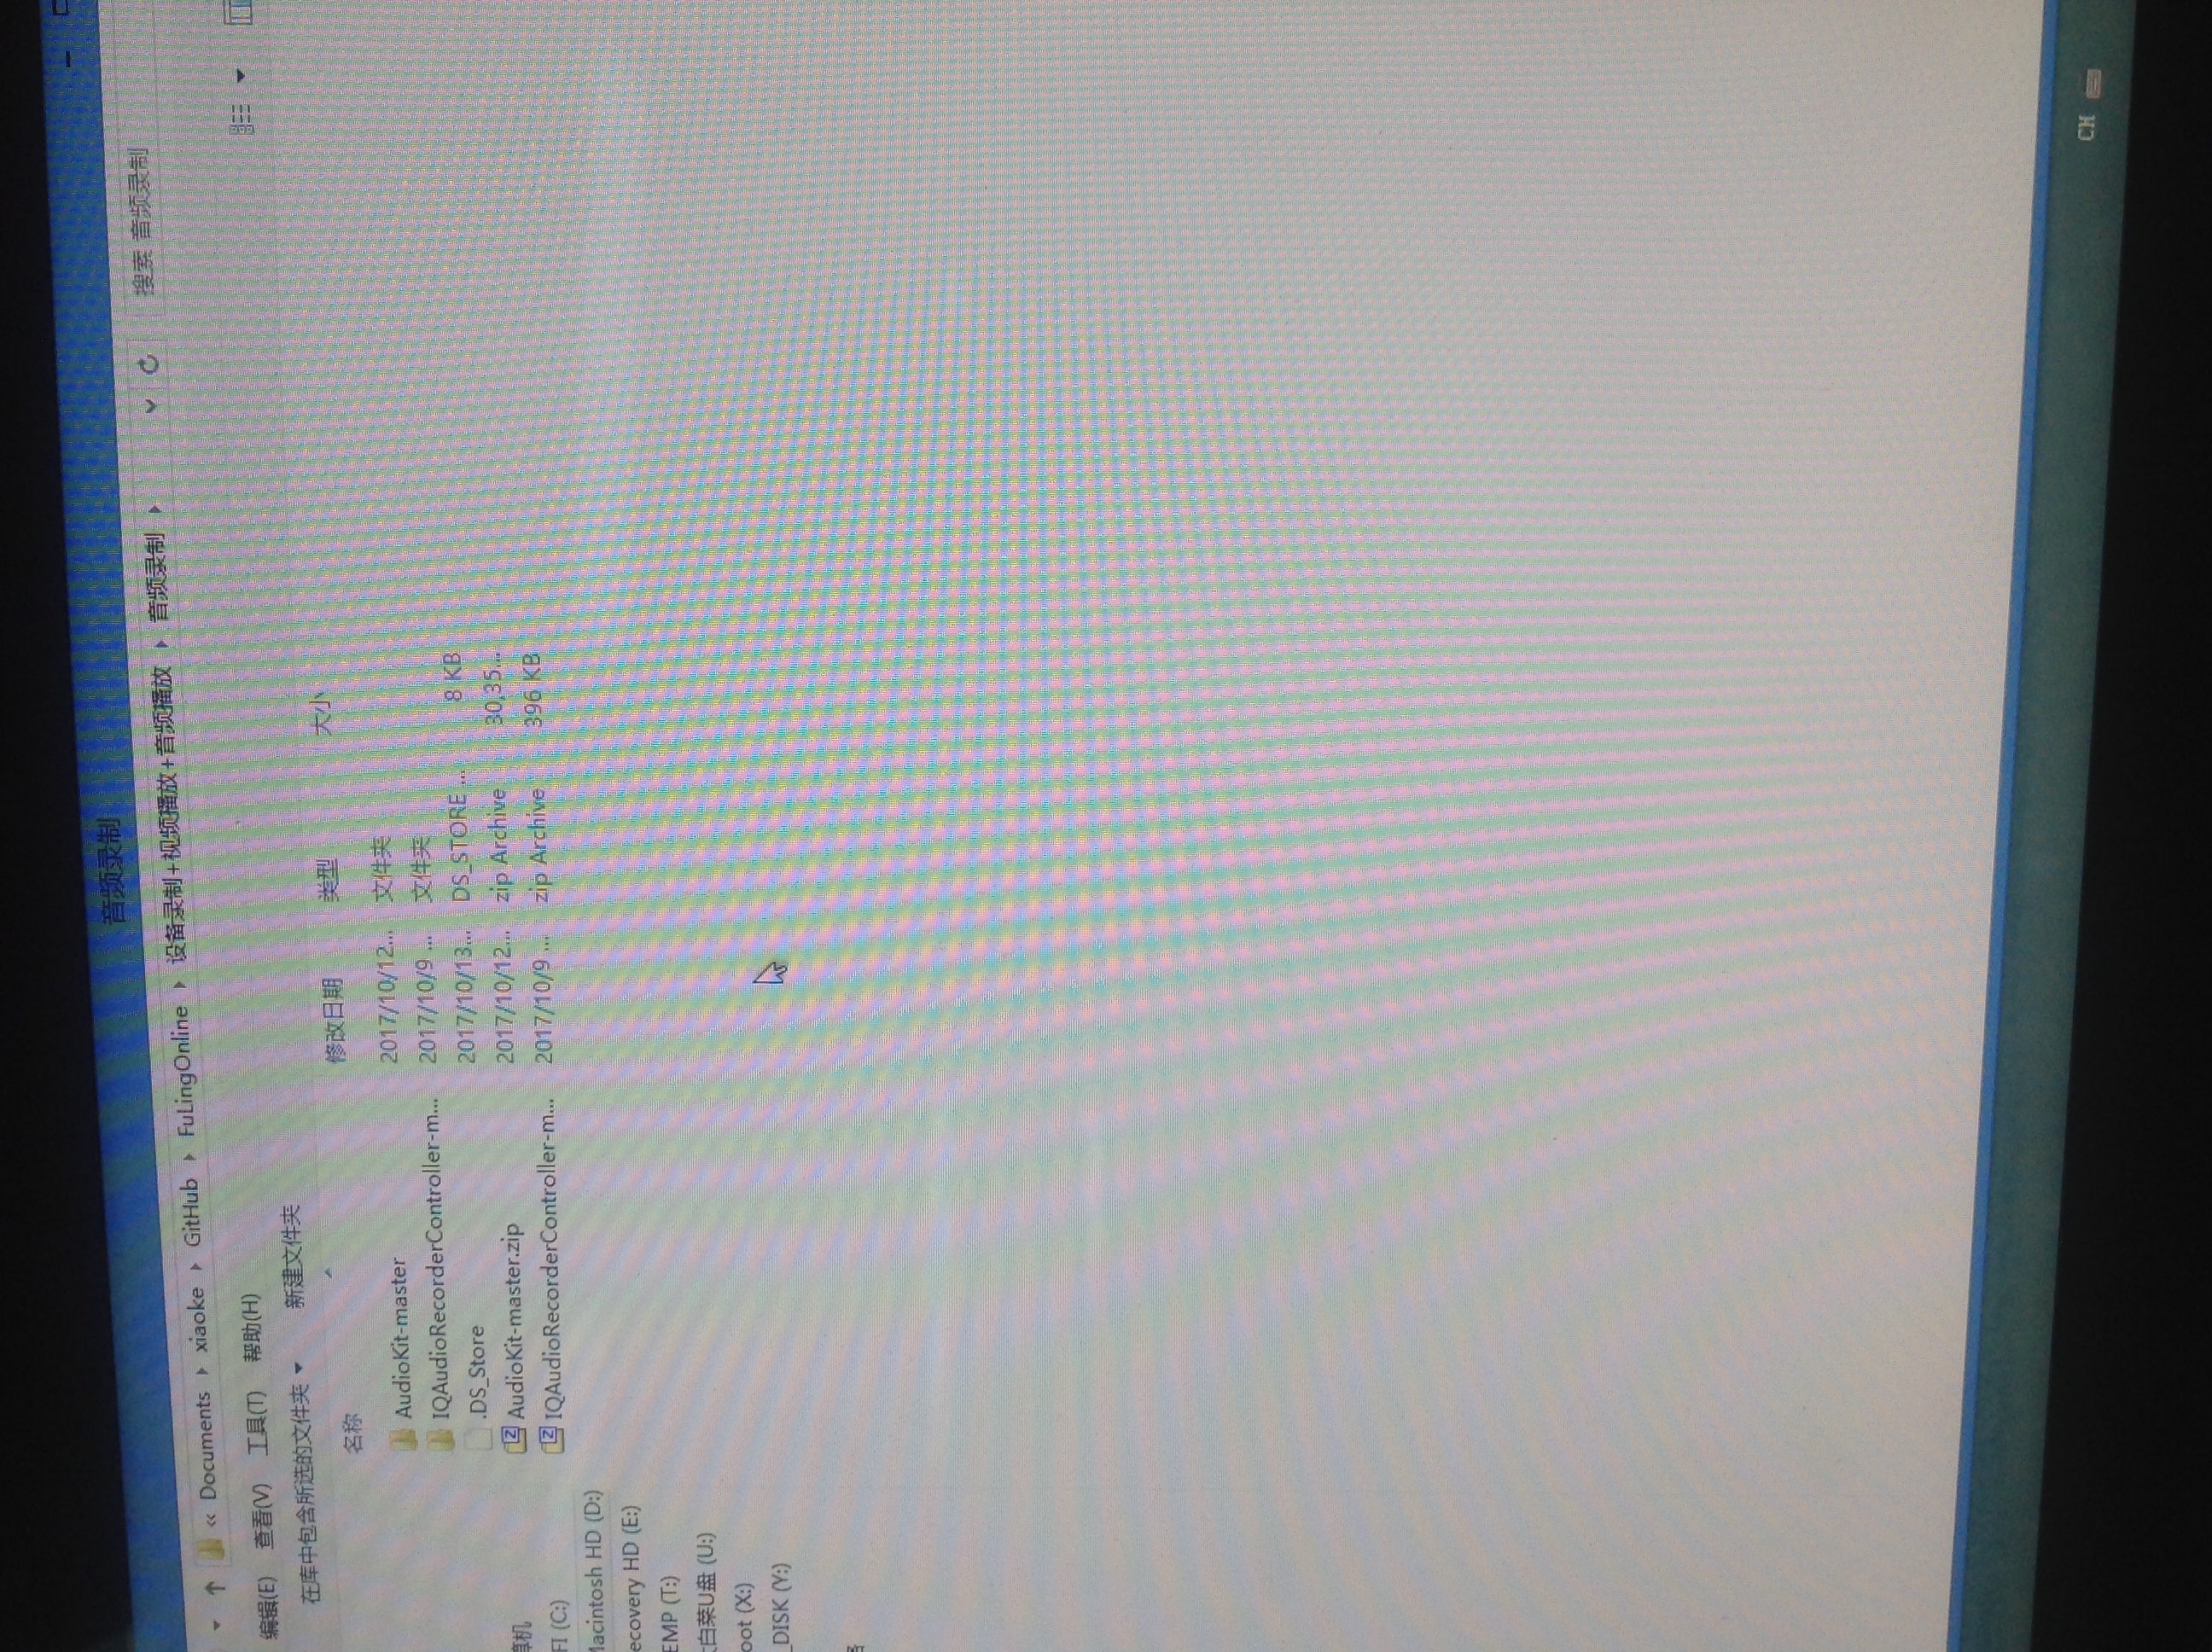 音频录制
« Documents xiaoke GitHub FuLingOnline 设备录制+视频播放+音频播放 音频录制
搜索 音频录制
编辑(E) 查看(V) 工具(T) 帮助(H)
在库中包含所选的文件夹 新建文件夹
名称 修改日期 类型 大小
AudioKit-master 2017/10/12... 文件夹
IQAudioRecorderController-m... 2017/10/9 ... 文件夹
.DS_Store 2017/10/13... DS_STORE ... 8 KB
AudioKit-master.zip 2017/10/12... zip Archive 30,35...
IQAudioRecorderController-m... 2017/10/9 ... zip Archive 396 KB
算机
FI (C:)
Macintosh HD (D:)
ecovery HD (E:)
EMP (T:)
大白菜U盘 (U:)
oot (X:)
_DISK (Y:)
CH